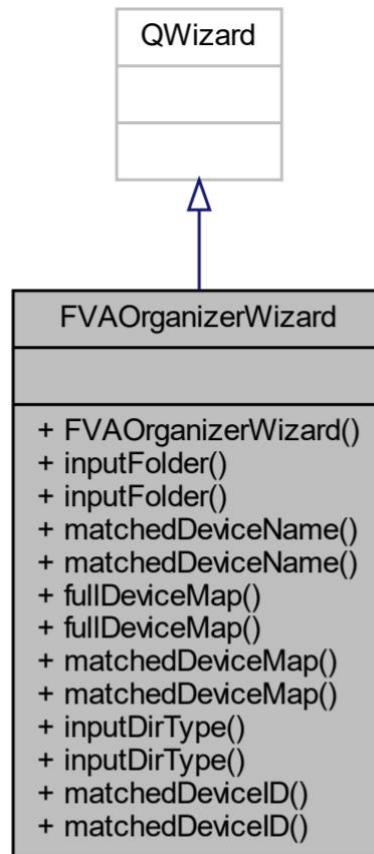 QWizard
FVAOrganizerWizard
+ FVAOrganizerWizard()
+ inputFolder()
+ inputFolder()
+ matchedDeviceName()
+ matchedDeviceName()
+ fullDeviceMap()
+ fullDeviceMap()
+ matchedDeviceMap()
+ matchedDeviceMap()
+ inputDirType()
+ inputDirType()
+ matchedDeviceID()
+ matchedDeviceID()